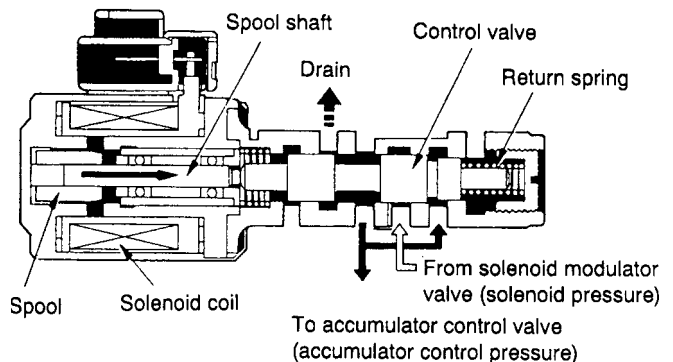 Spool shaft
Control valve
Drain
Return spring
From solenoid modulator
valve (solenoid pressure)
Spool
Solenoid coil
To accumulator control valve
(accumulator control pressure)